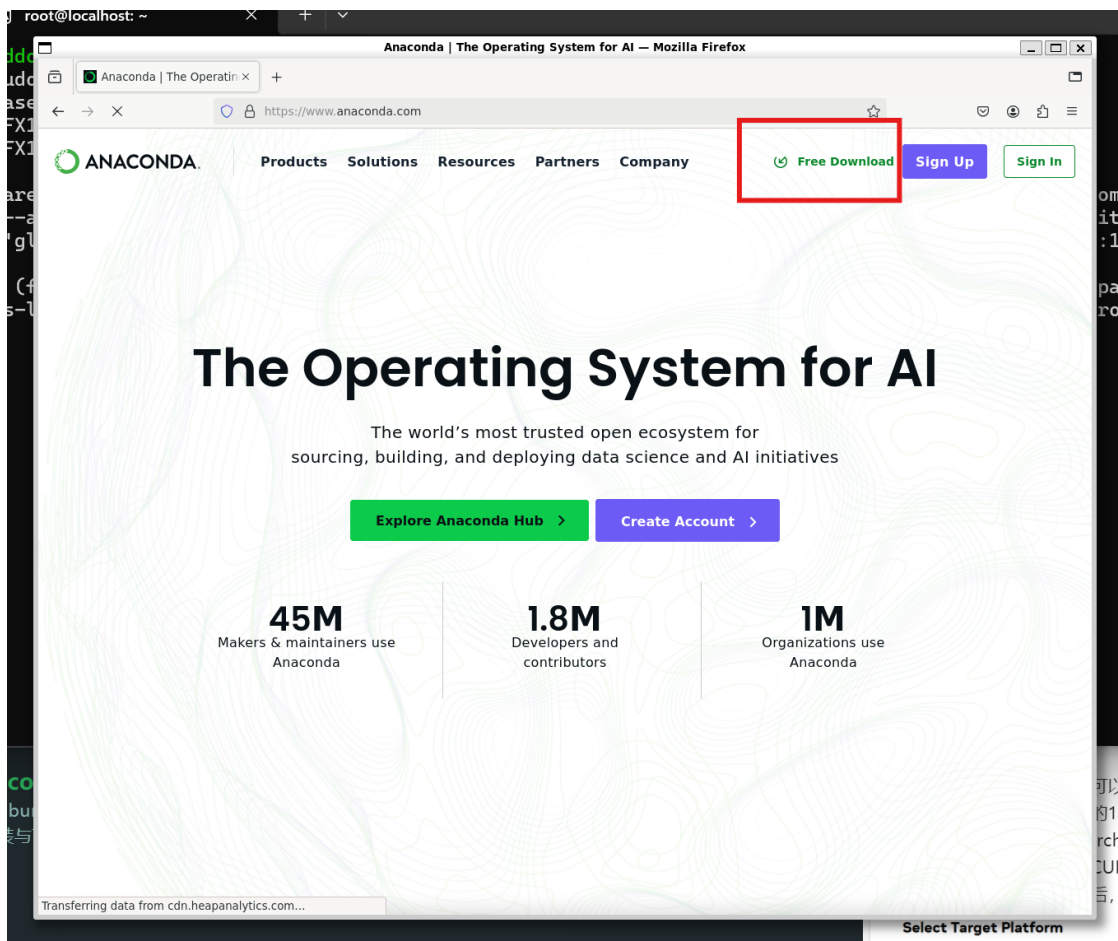 root@localhost: ~
Anaconda | The Operating System for AI — Mozilla Firefox
Anaconda | The Operatin
https://www.anaconda.com
ANACONDA.
Products Solutions Resources Partners Company Free Download Sign Up Sign In
The Operating System for AI
The world's most trusted open ecosystem for
sourcing, building, and deploying data science and AI initiatives
Explore Anaconda Hub
Create Account
45M
Makers & maintainers use
Anaconda
1.8M
Developers and
contributors
1M
Organizations use
Anaconda
Transferring data from cdn.heapanalytics.com…
Select Target Platform